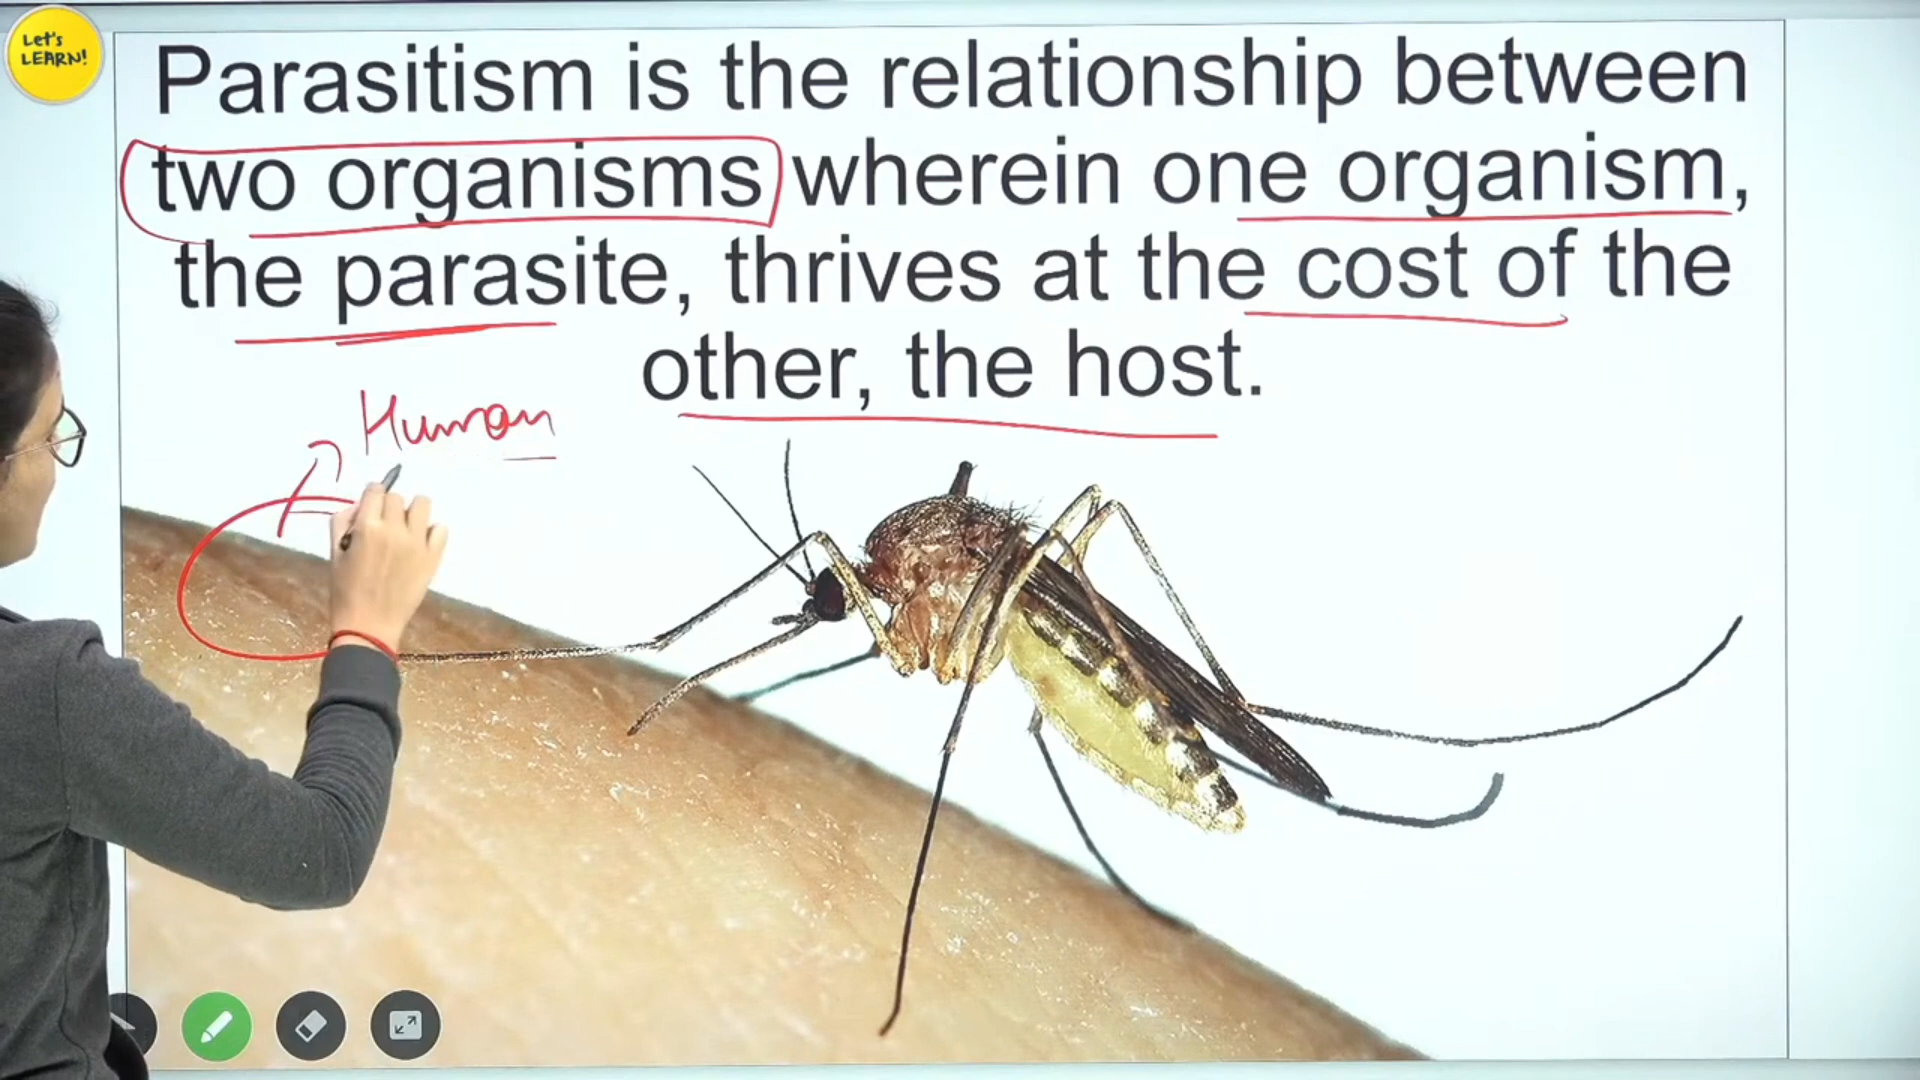 Let's
LEARN!
Parasitism is the relationship between
two organisms wherein one organism,
the parasite, thrives at the cost of the
other, the host.
Human